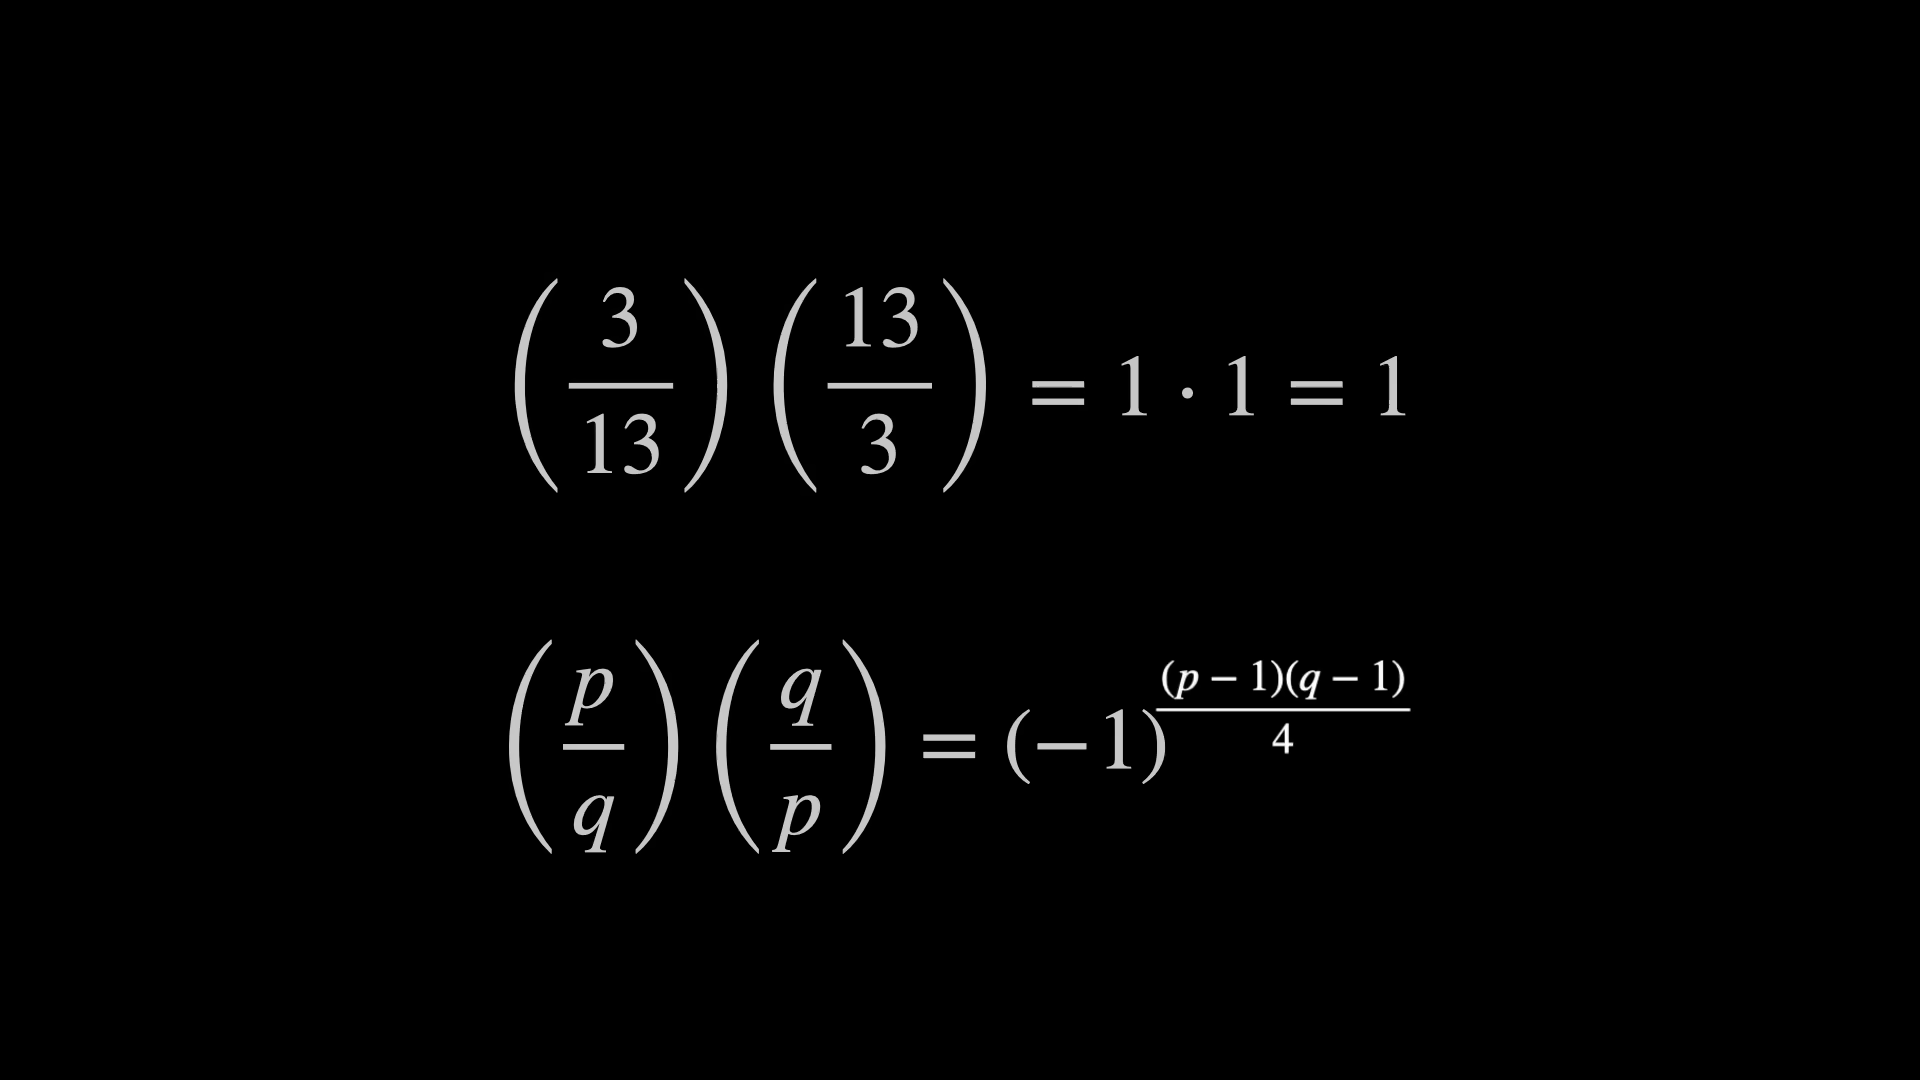 (3/13)(13/3) = 1 · 1 = 1
(p/q)(q/p) = (−1)^((p − 1)(q − 1)/4)